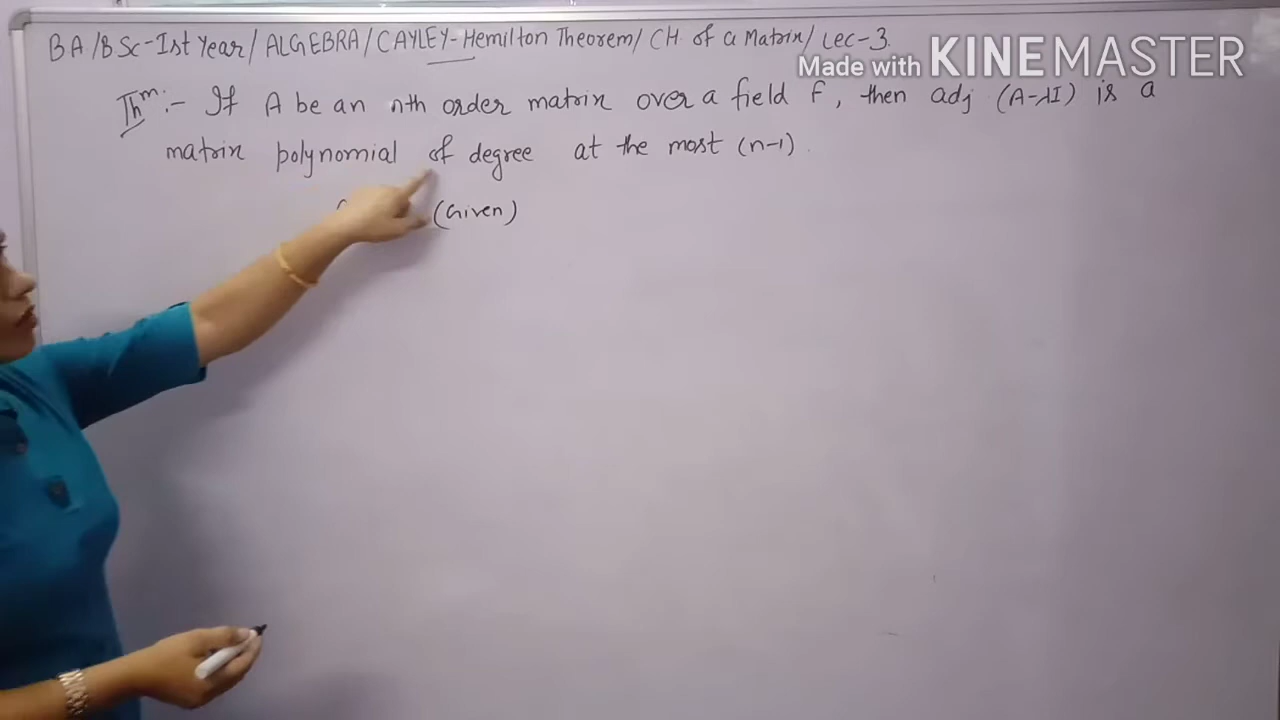 BA/BSc-Ist Year/ALGEBRA/CAYLEY-Hemilton Theorem/CH. of a Matrix/Lec-3.
Made with KINEMASTER
Thm:- If A be an nth order matrix over a field F, then adj (A-λI) is a
matrix polynomial of degree at the most (n-1).
(Given)